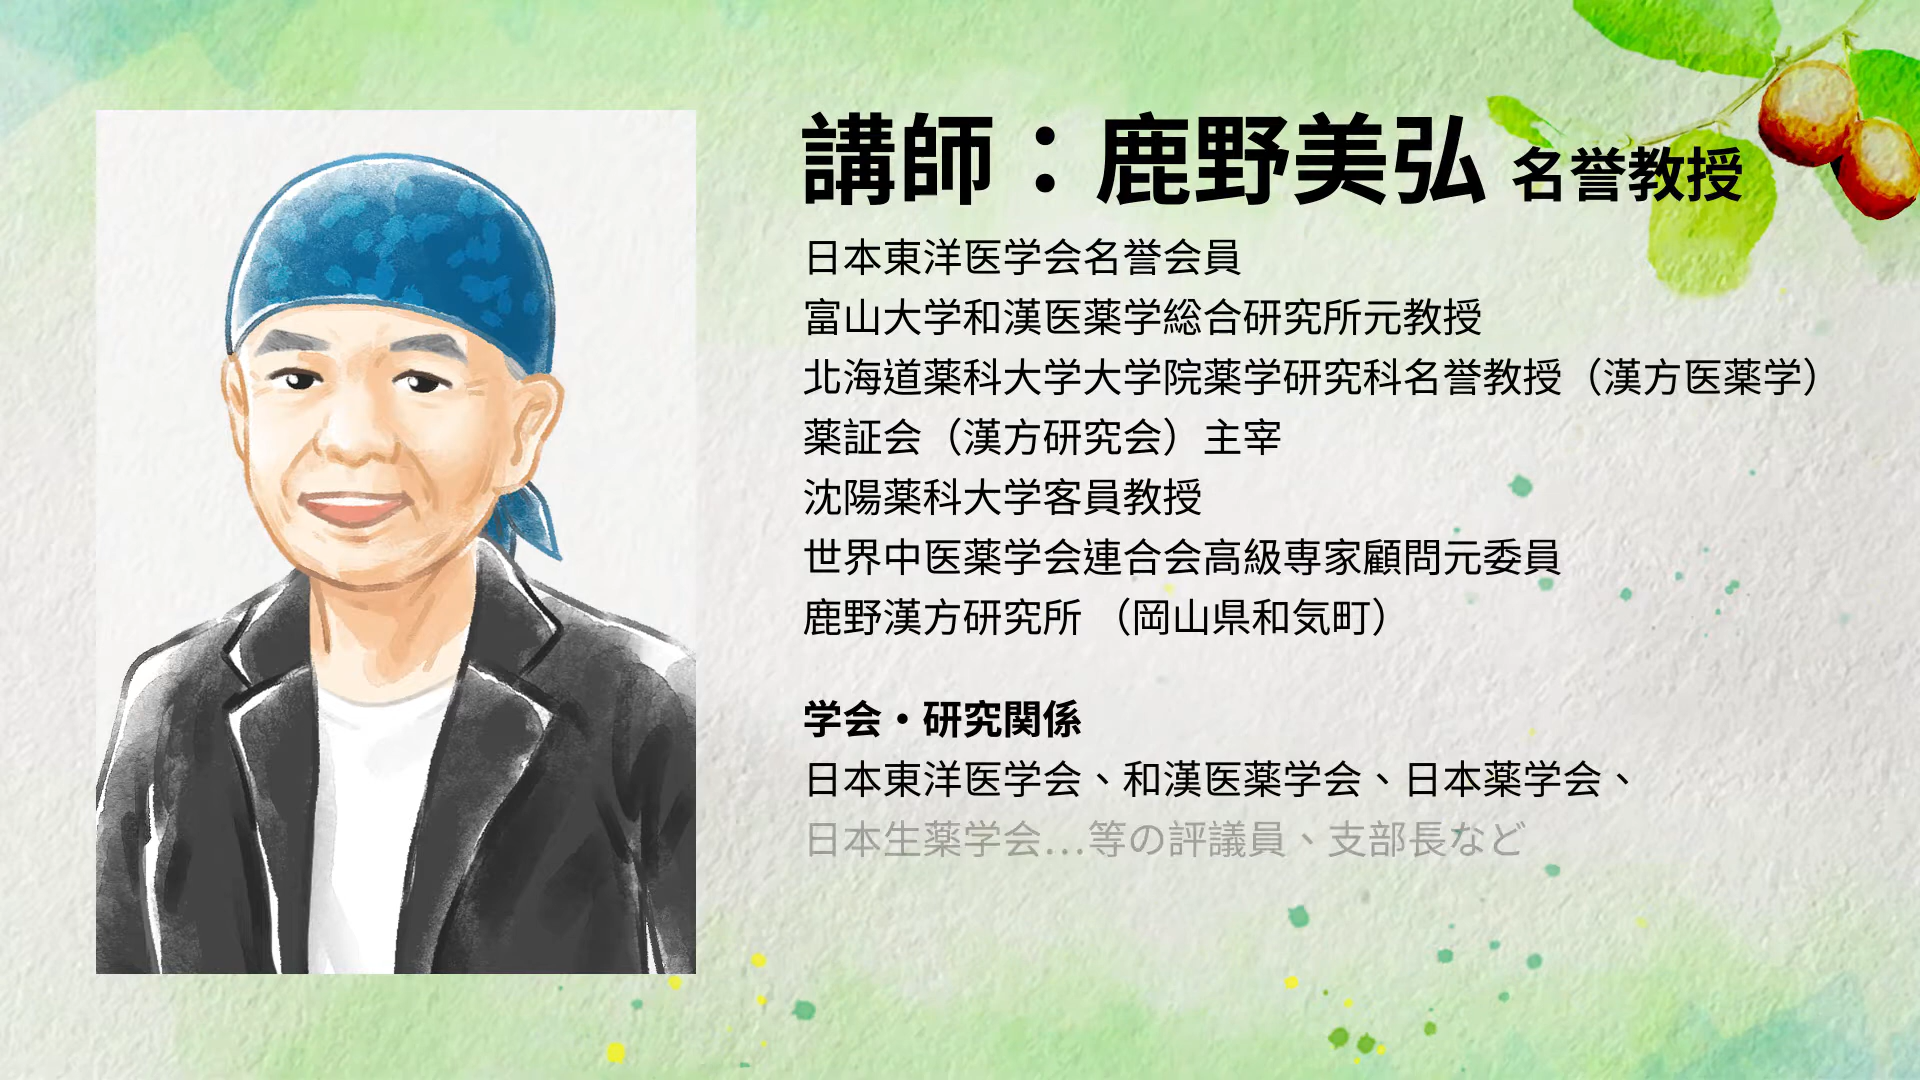 講師：鹿野美弘 名誉教授
日本東洋医学会名誉会員
富山大学和漢医薬学総合研究所元教授
北海道薬科大学大学院薬学研究科名誉教授（漢方医薬学）
薬証会（漢方研究会）主宰
沈陽薬科大学客員教授
世界中医薬学会連合会高級専家顧問元委員
鹿野漢方研究所 （岡山県和気町）
学会・研究関係
日本東洋医学会、和漢医薬学会、日本薬学会、
日本生薬学会…等の評議員、支部長など